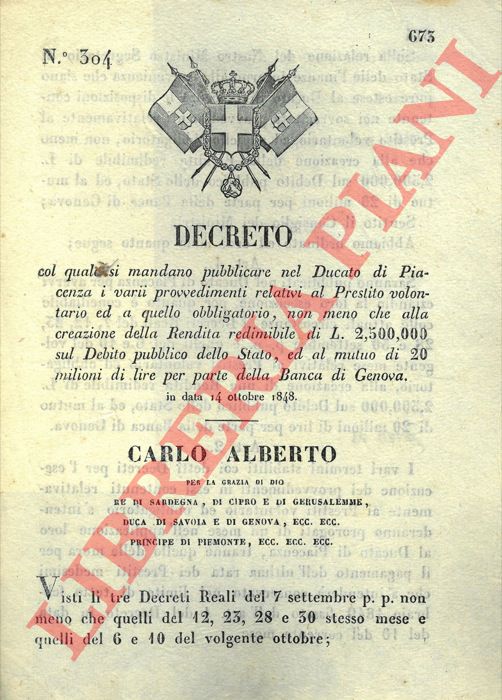 673
N.º 304
DECRETO
col quale si mandano pubblicare nel Ducato di Pia-
cenza i varii provvedimenti relativi al Prestito volon-
tario ed a quello obbligatorio, non meno che alla
creazione della Rendita redimibile di L. 2,500,000
sul Debito pubblico dello Stato, ed al mutuo di 20
milioni di lire per parte della Banca di Genova.
in data 14 ottobre 1848.
CARLO ALBERTO
PER LA GRAZIA DI DIO
RE DI SARDEGNA, DI CIPRO E DI GERUSALEMME,
DUCA DI SAVOIA E DI GENOVA, ECC. ECC.
PRINCIPE DI PIEMONTE, ECC. ECC. ECC.
Visti li tre Decreti Reali del 7 settembre p. p. non
meno che quelli del 12, 23, 28 e 30 stesso mese e
quelli del 6 e 10 del volgente ottobre;
LIBRERIA PIANI